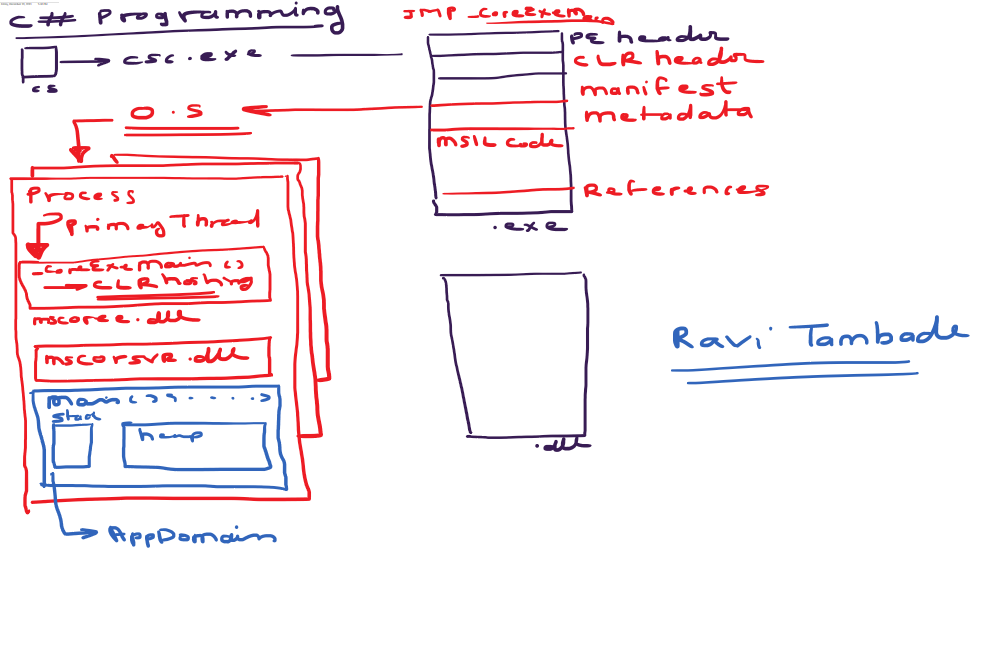 C# Programming
JMP _CoreExeMain
PE header
csc.exe
CLR header
cs
manifest
O.S
metadata
MSIL code
Process
References
Primay Thread
.exe
_CoreExeMain ()
CLR hosting
mscoree.dll
Ravi Tambade
mscorsvr.dll
main() { . . . . . }
stack
heap
.dll
AppDomain